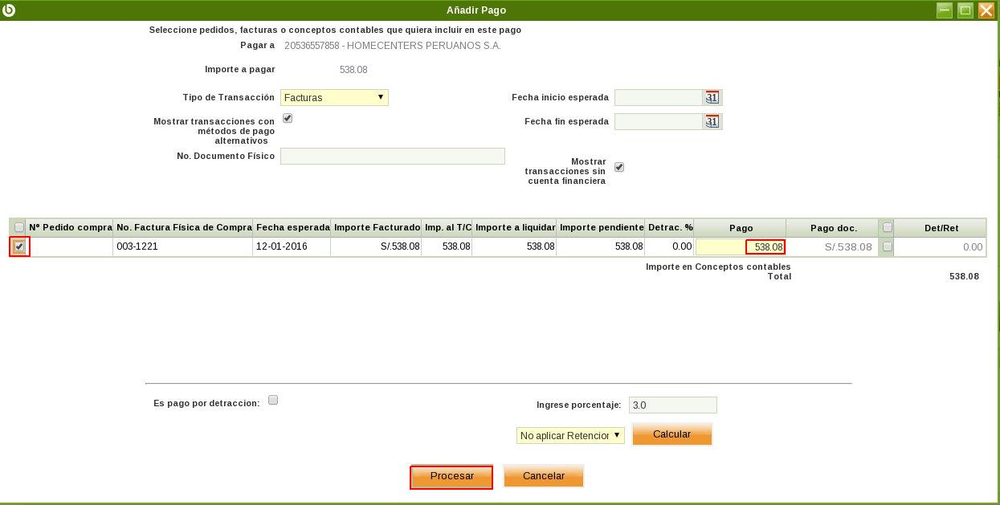 Añadir Pago
Seleccione pedidos, facturas o conceptos contables que quiera incluir en este pago
Pagar a 20536557858 - HOMECENTERS PERUANOS S.A.
Importe a pagar 538.08
Tipo de Transacción Facturas Fecha inicio esperada 31
Mostrar transacciones con
métodos de pago
alternativos
Fecha fin esperada 31
No. Documento Físico
Mostrar
transacciones sin
cuenta financiera
Nº Pedido compra No. Factura Física de Compra Fecha esperada Importe Facturado Imp. al T/C Importe a liquidar Importe pendiente Detrac. % Pago Pago doc. Det/Ret
003-1221 12-01-2016 S/.538.08 538.08 538.08 538.08 0.00 538.08 S/.538.08 0.00
Importe en Conceptos contables
Total 538.08
Es pago por detraccion: Ingrese porcentaje: 3.0
No aplicar Retencion Calcular
Procesar Cancelar